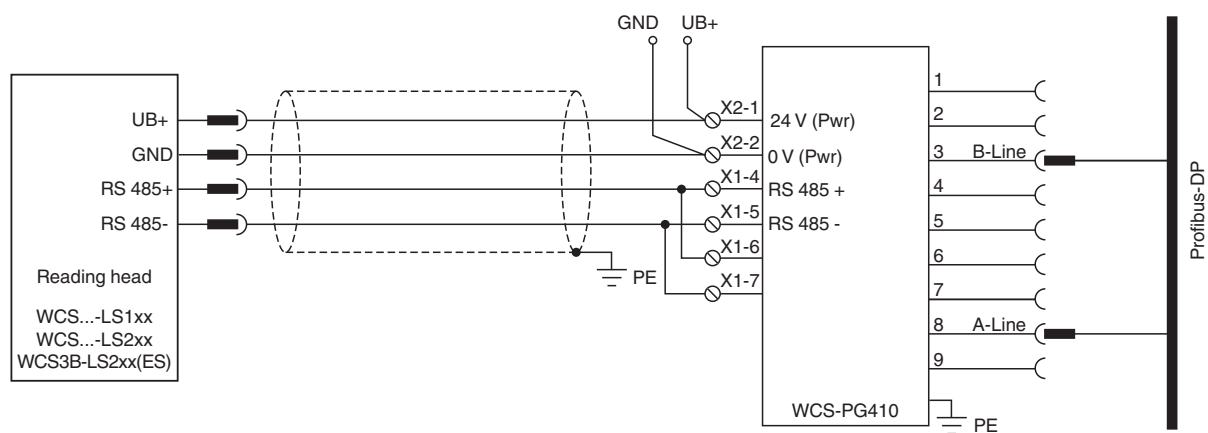 GND UB+
UB+
GND
RS 485+
RS 485-
Reading head
WCS...-LS1xx
WCS...-LS2xx
WCS3B-LS2xx(ES)
PE
X2-1
X2-2
X1-4
X1-5
X1-6
X1-7
24 V (Pwr)
0 V (Pwr)
RS 485 +
RS 485 -
WCS-PG410
1
2
3 B-Line
4
5
6
7
8 A-Line
9
PE
Profibus-DP